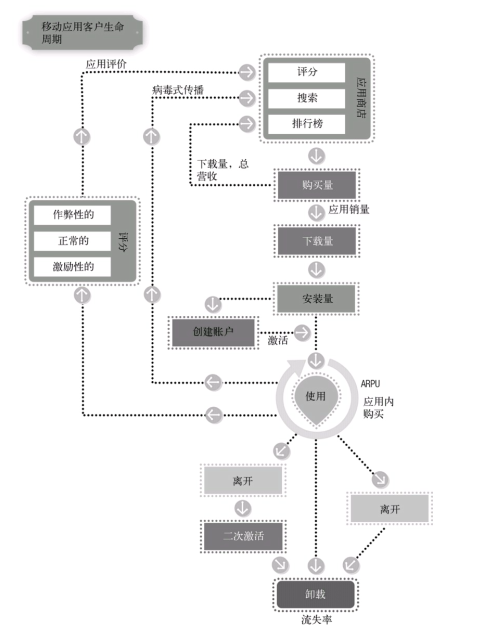 移动应用客户生命
周期
应用评价
病毒式传播
评分
搜索
排行榜
应用商店
下载量，总
营收
购买量
应用销量
下载量
作弊性的
正常的
激励性的
评分
安装量
创建账户
激活
使用
ARPU
应用内
购买
离开
离开
二次激活
卸载
流失率